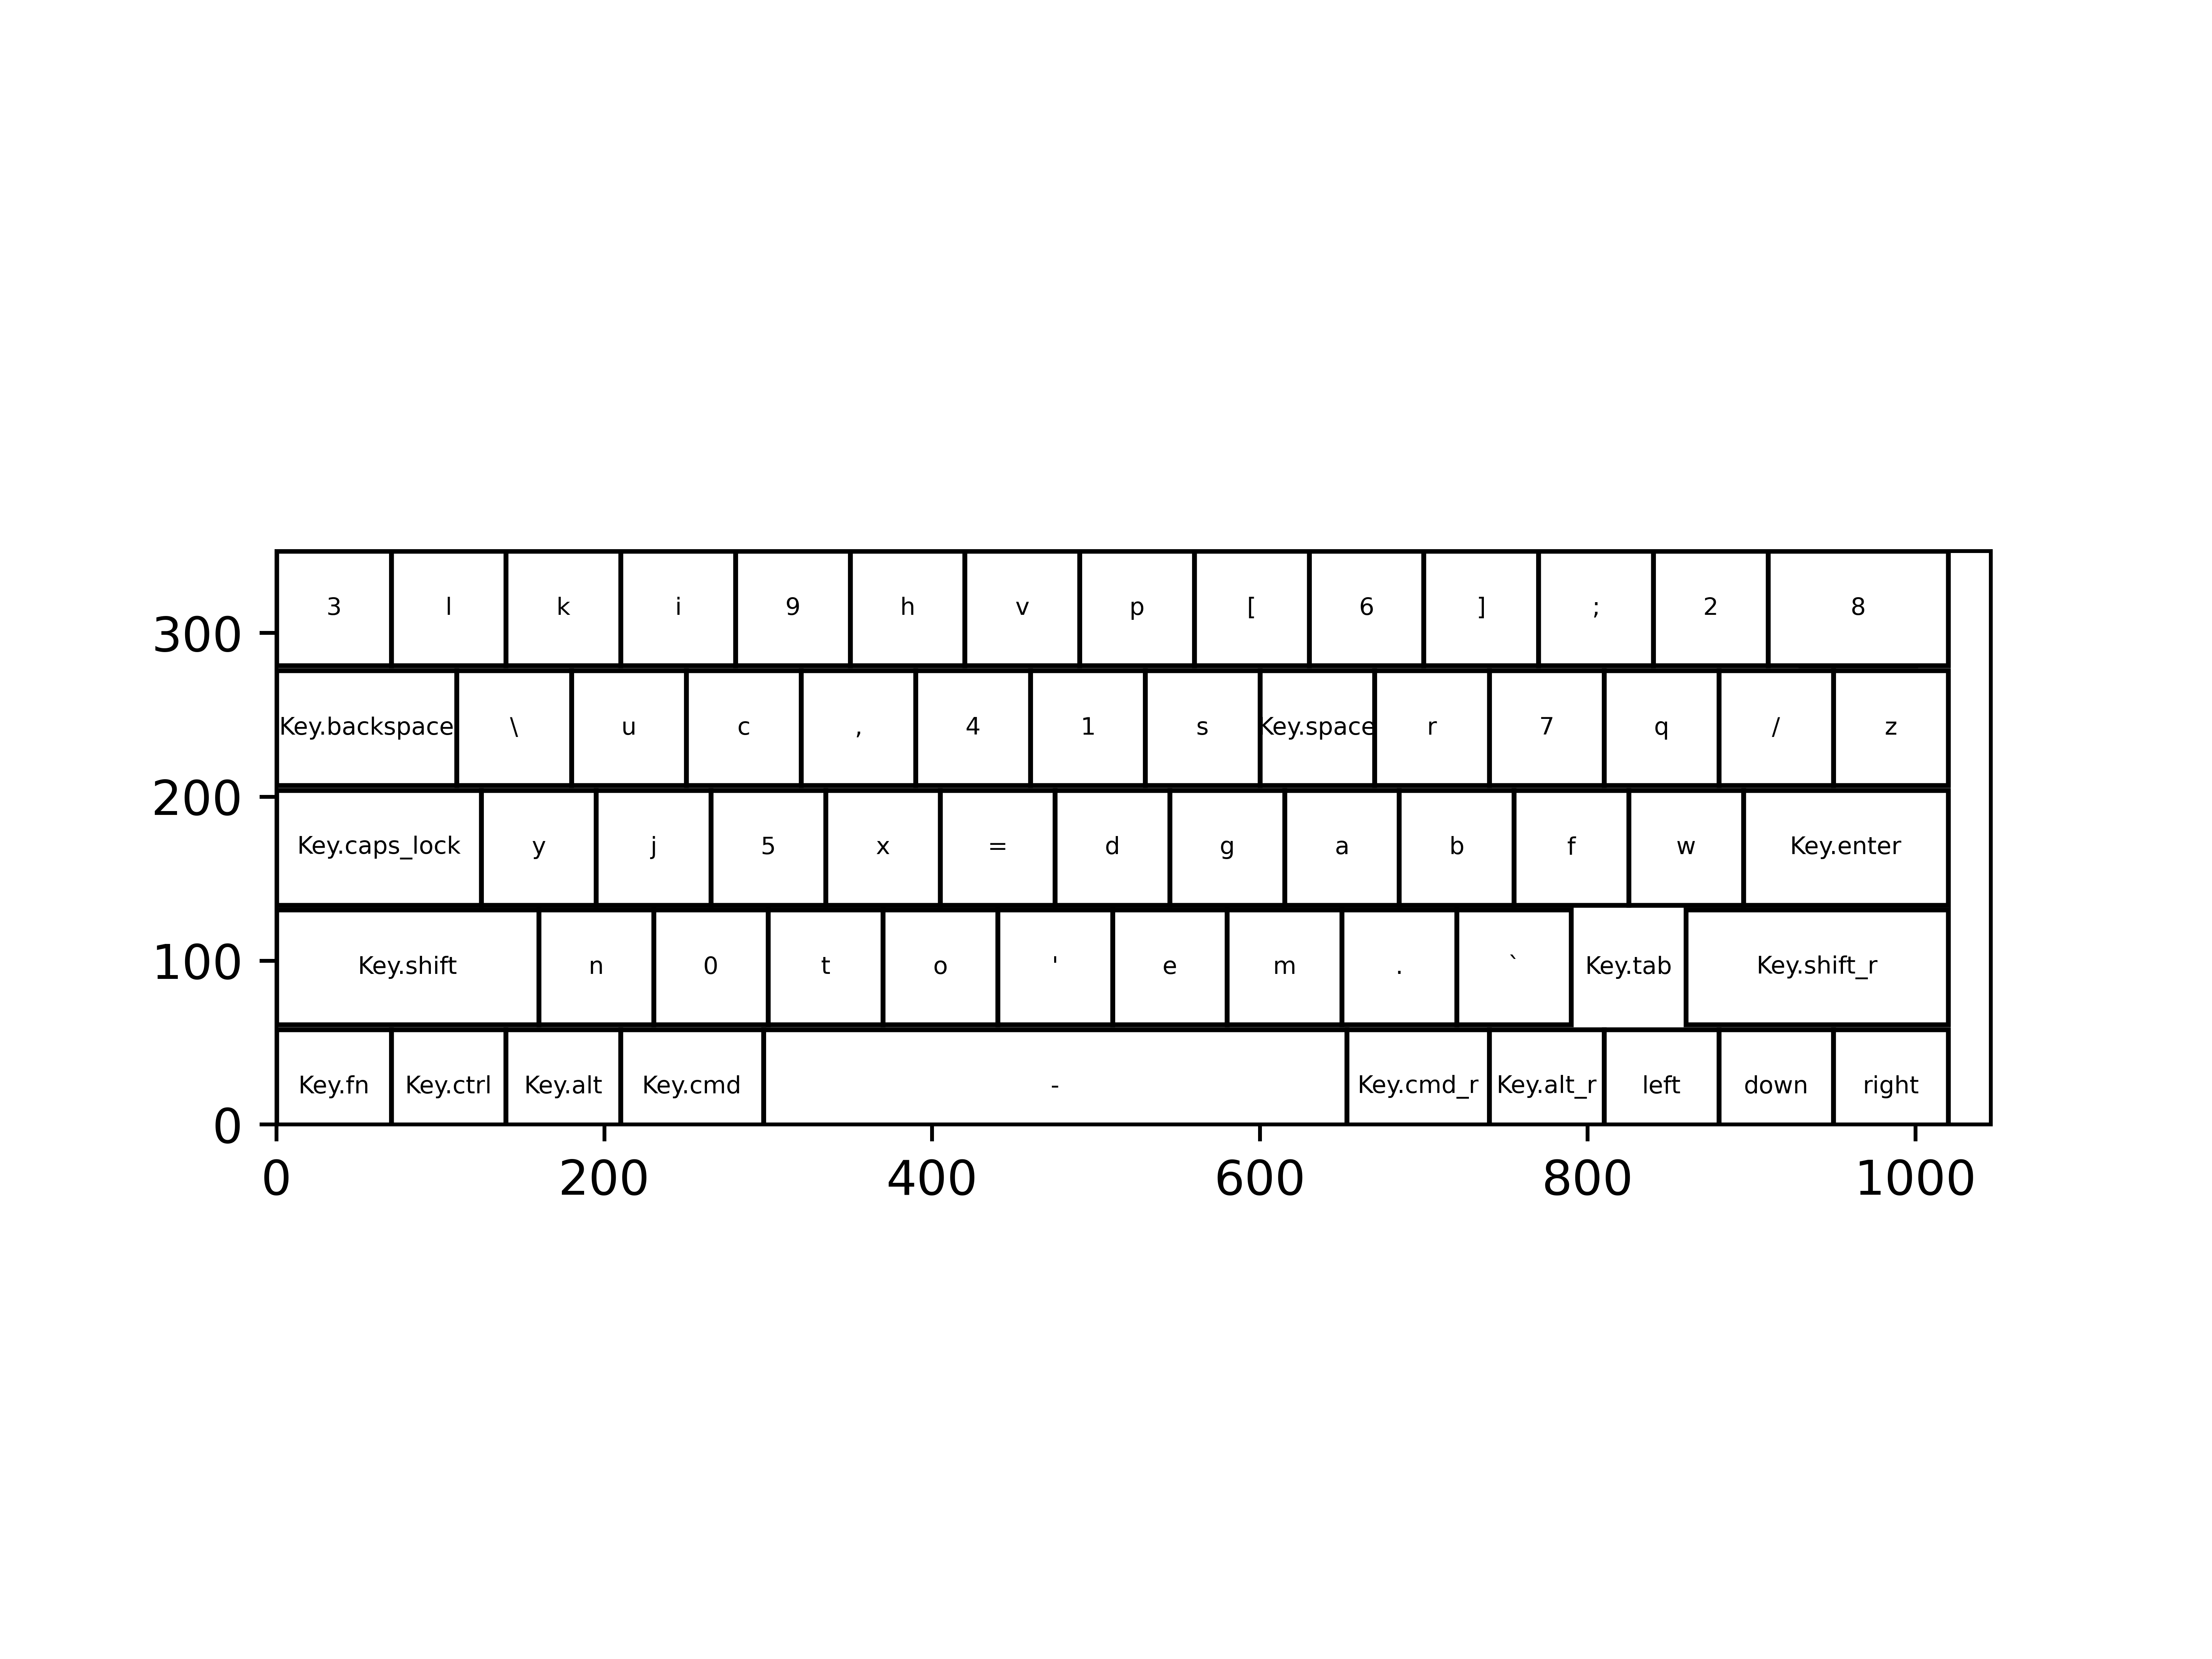 3 l k i 9 h v p [ 6 ] ; 2 8
300
Key.backspace \ u c , 4 1 s Key.space r 7 q / z
200
Key.caps_lock y j 5 x = d g a b f w Key.enter
100 Key.shift n 0 t o ' e m . ` Key.tab Key.shift_r
Key.fn Key.ctrl Key.alt Key.cmd - Key.cmd_r Key.alt_r left down right
0
0 200 400 600 800 1000